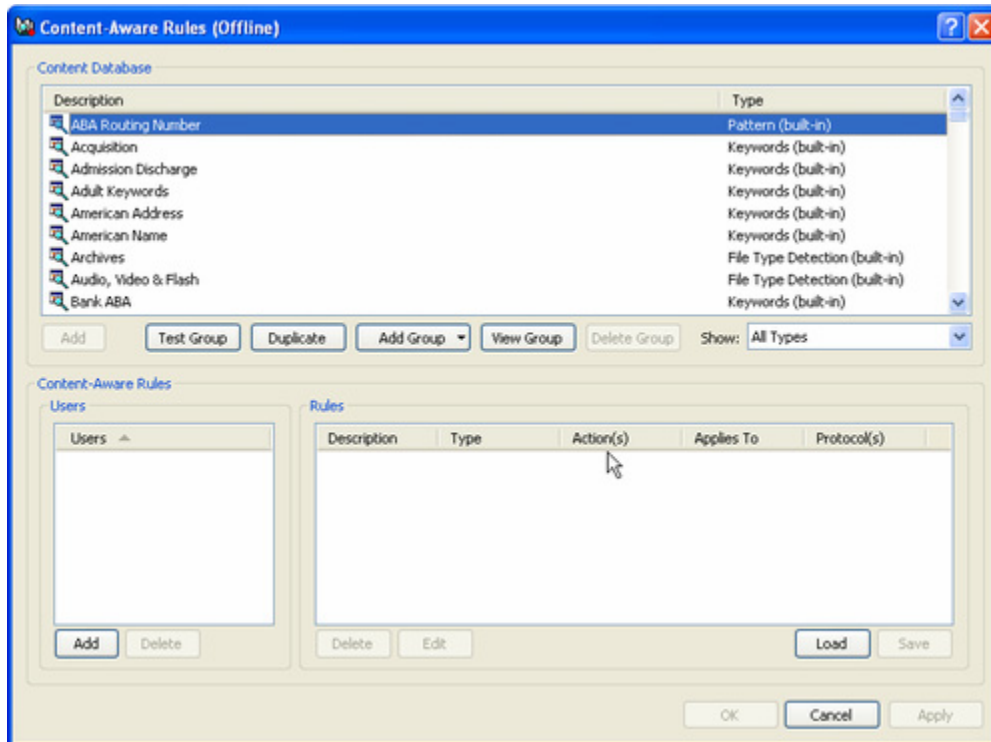 Content-Aware Rules (Offline)
Content Database
Description Type
ABA Routing Number Pattern (built-in)
Acquisition Keywords (built-in)
Admission Discharge Keywords (built-in)
Adult Keywords Keywords (built-in)
American Address Keywords (built-in)
American Name Keywords (built-in)
Archives File Type Detection (built-in)
Audio, Video & Flash File Type Detection (built-in)
Bank ABA Keywords (built-in)
Add Test Group Duplicate Add Group View Group Delete Group Show: All Types
Content-Aware Rules
Users Rules
Users Description Type Action(s) Applies To Protocol(s)
Add Delete Delete Edit Load Save
OK Cancel Apply